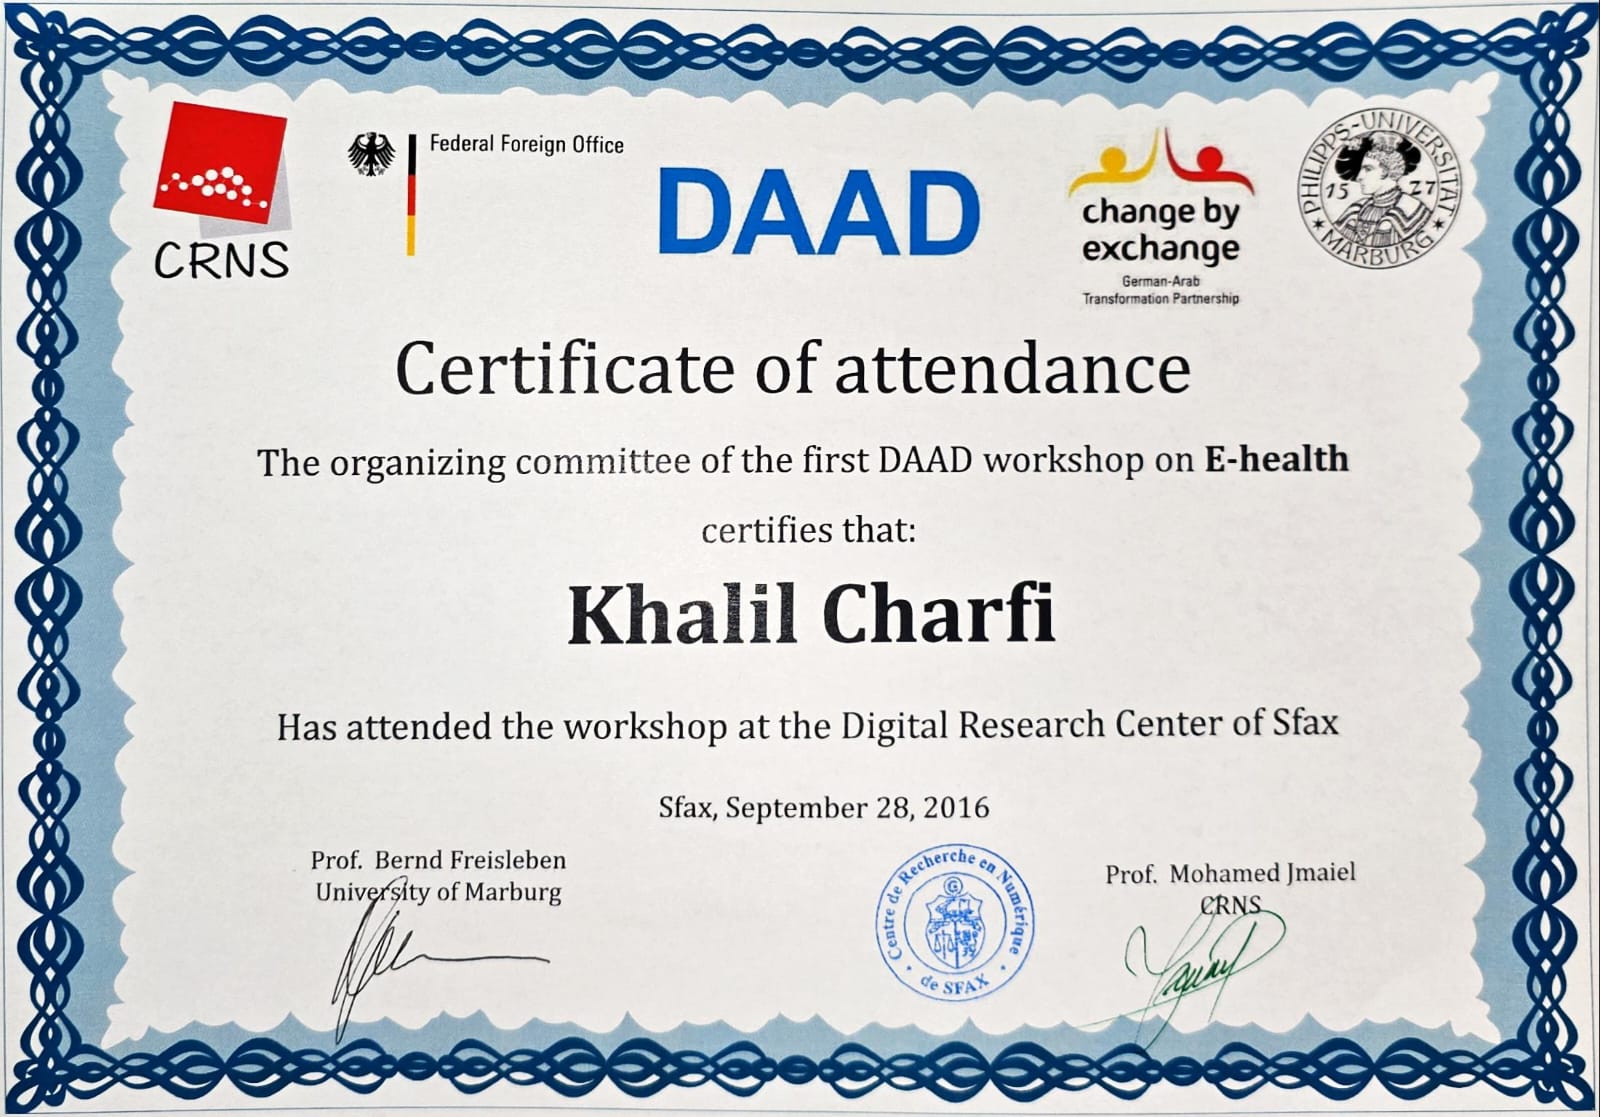 CRNS
Federal Foreign Office
DAAD
change by
exchange
German-Arab
Transformation Partnership
PHILIPPS-UNIVERSITÄT MARBURG
1527
Certificate of attendance
The organizing committee of the first DAAD workshop on E-health
certifies that:
Khalil Charfi
Has attended the workshop at the Digital Research Center of Sfax
Sfax, September 28, 2016
Prof. Bernd Freisleben
University of Marburg
Centre de Recherche en Numérique
de SFAX
Prof. Mohamed Jmaiel
CRNS